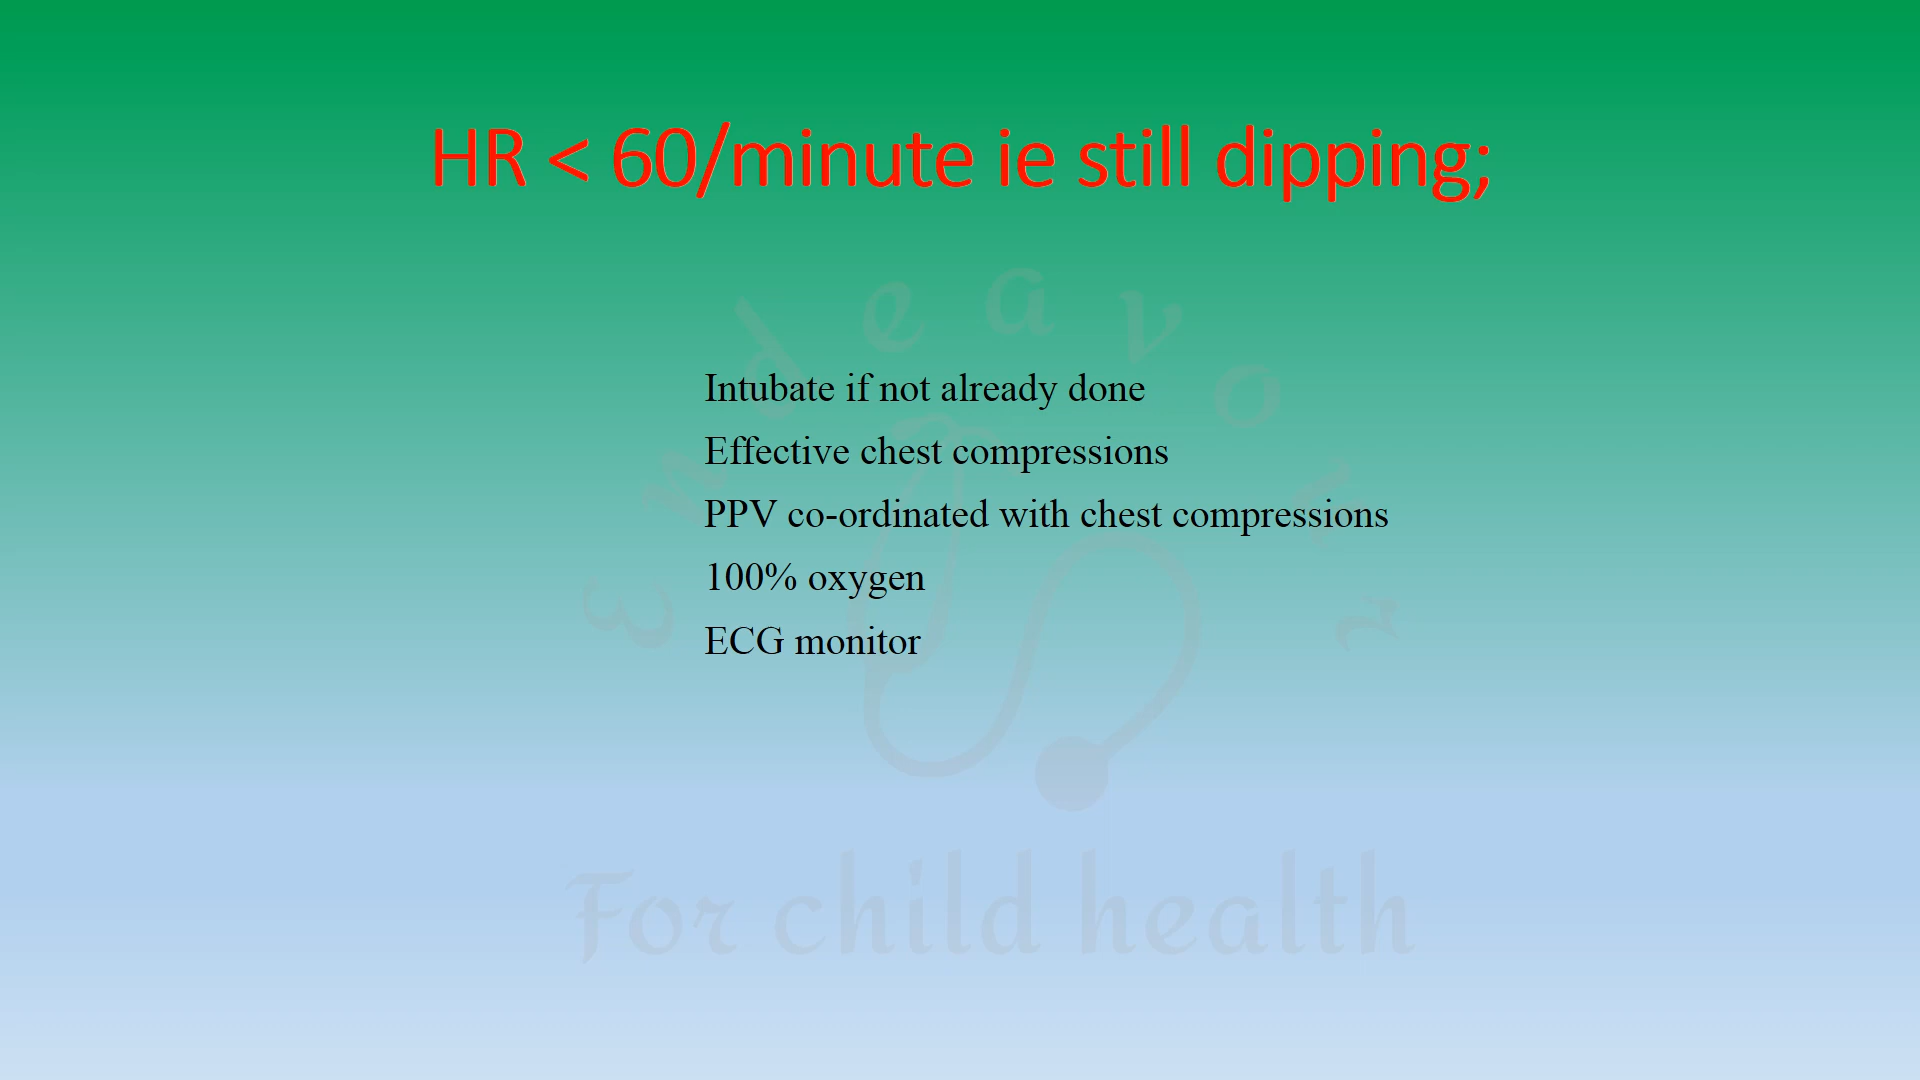 HR < 60/minute ie still dipping;
Endeavour
Intubate if not already done
Effective chest compressions
PPV co-ordinated with chest compressions
100% oxygen
ECG monitor
For child health